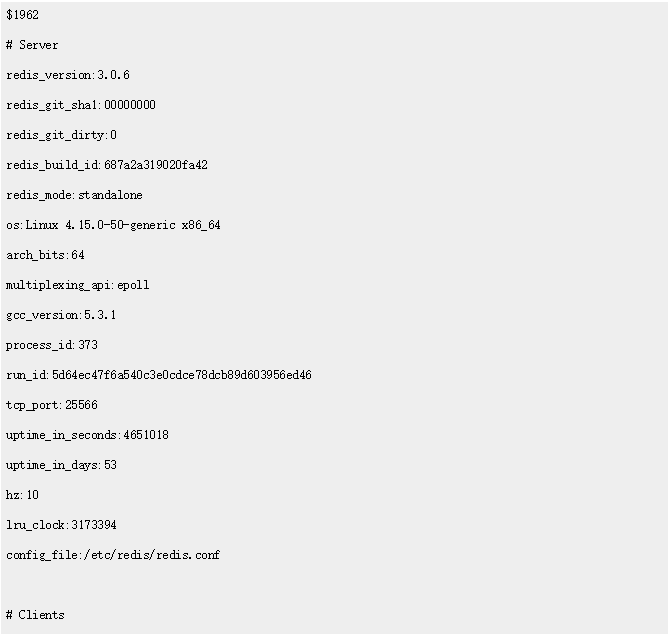 $1962
# Server
redis_version:3.0.6
redis_git_sha1:00000000
redis_git_dirty:0
redis_build_id:687a2a319020fa42
redis_mode:standalone
os:Linux 4.15.0-50-generic x86_64
arch_bits:64
multiplexing_api:epoll
gcc_version:5.3.1
process_id:373
run_id:5d64ec47f6a540c3e0cdce78dcb89d603956ed46
tcp_port:25566
uptime_in_seconds:4651018
uptime_in_days:53
hz:10
lru_clock:3173394
config_file:/etc/redis/redis.conf
# Clients